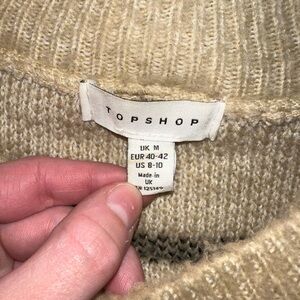 TOPSHOP
UK M
EUR 40-42
US 8-10
Made in
UK